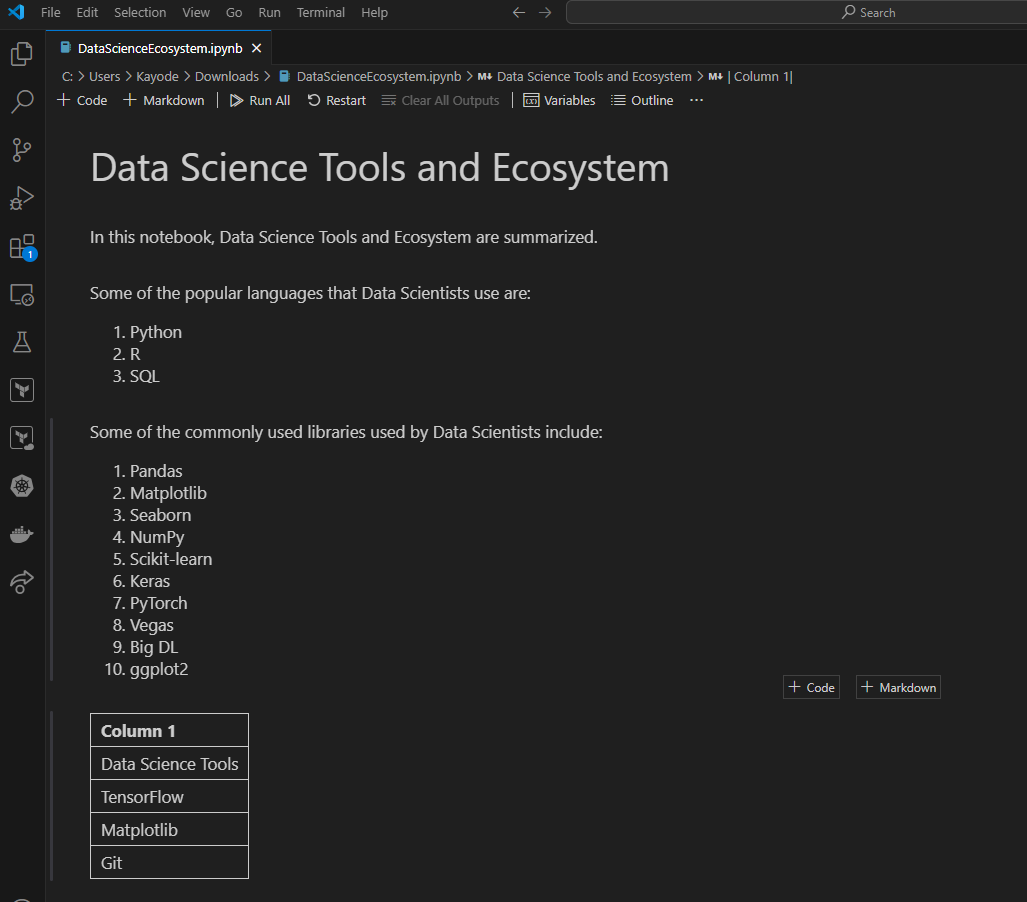 File Edit Selection View Go Run Terminal Help
Search
DataScienceEcosystem.ipynb
C: > Users > Kayode > Downloads > DataScienceEcosystem.ipynb > M↓ Data Science Tools and Ecosystem > M↓ | Column 1|
+ Code + Markdown | Run All Restart Clear All Outputs | Variables Outline ...
Data Science Tools and Ecosystem
In this notebook, Data Science Tools and Ecosystem are summarized.
Some of the popular languages that Data Scientists use are:
1. Python
2. R
3. SQL
Some of the commonly used libraries used by Data Scientists include:
1. Pandas
2. Matplotlib
3. Seaborn
4. NumPy
5. Scikit-learn
6. Keras
7. PyTorch
8. Vegas
9. Big DL
10. ggplot2
+ Code + Markdown
Column 1
Data Science Tools
TensorFlow
Matplotlib
Git
1